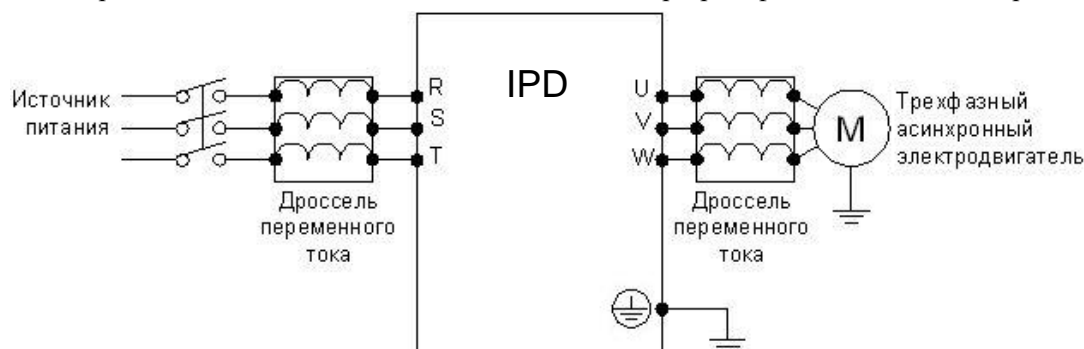 IPD
Источник
питания
R
S
T
U
V
W
M
Трехфазный
асинхронный
электродвигатель
Дроссель
переменного
тока
Дроссель
переменного
тока